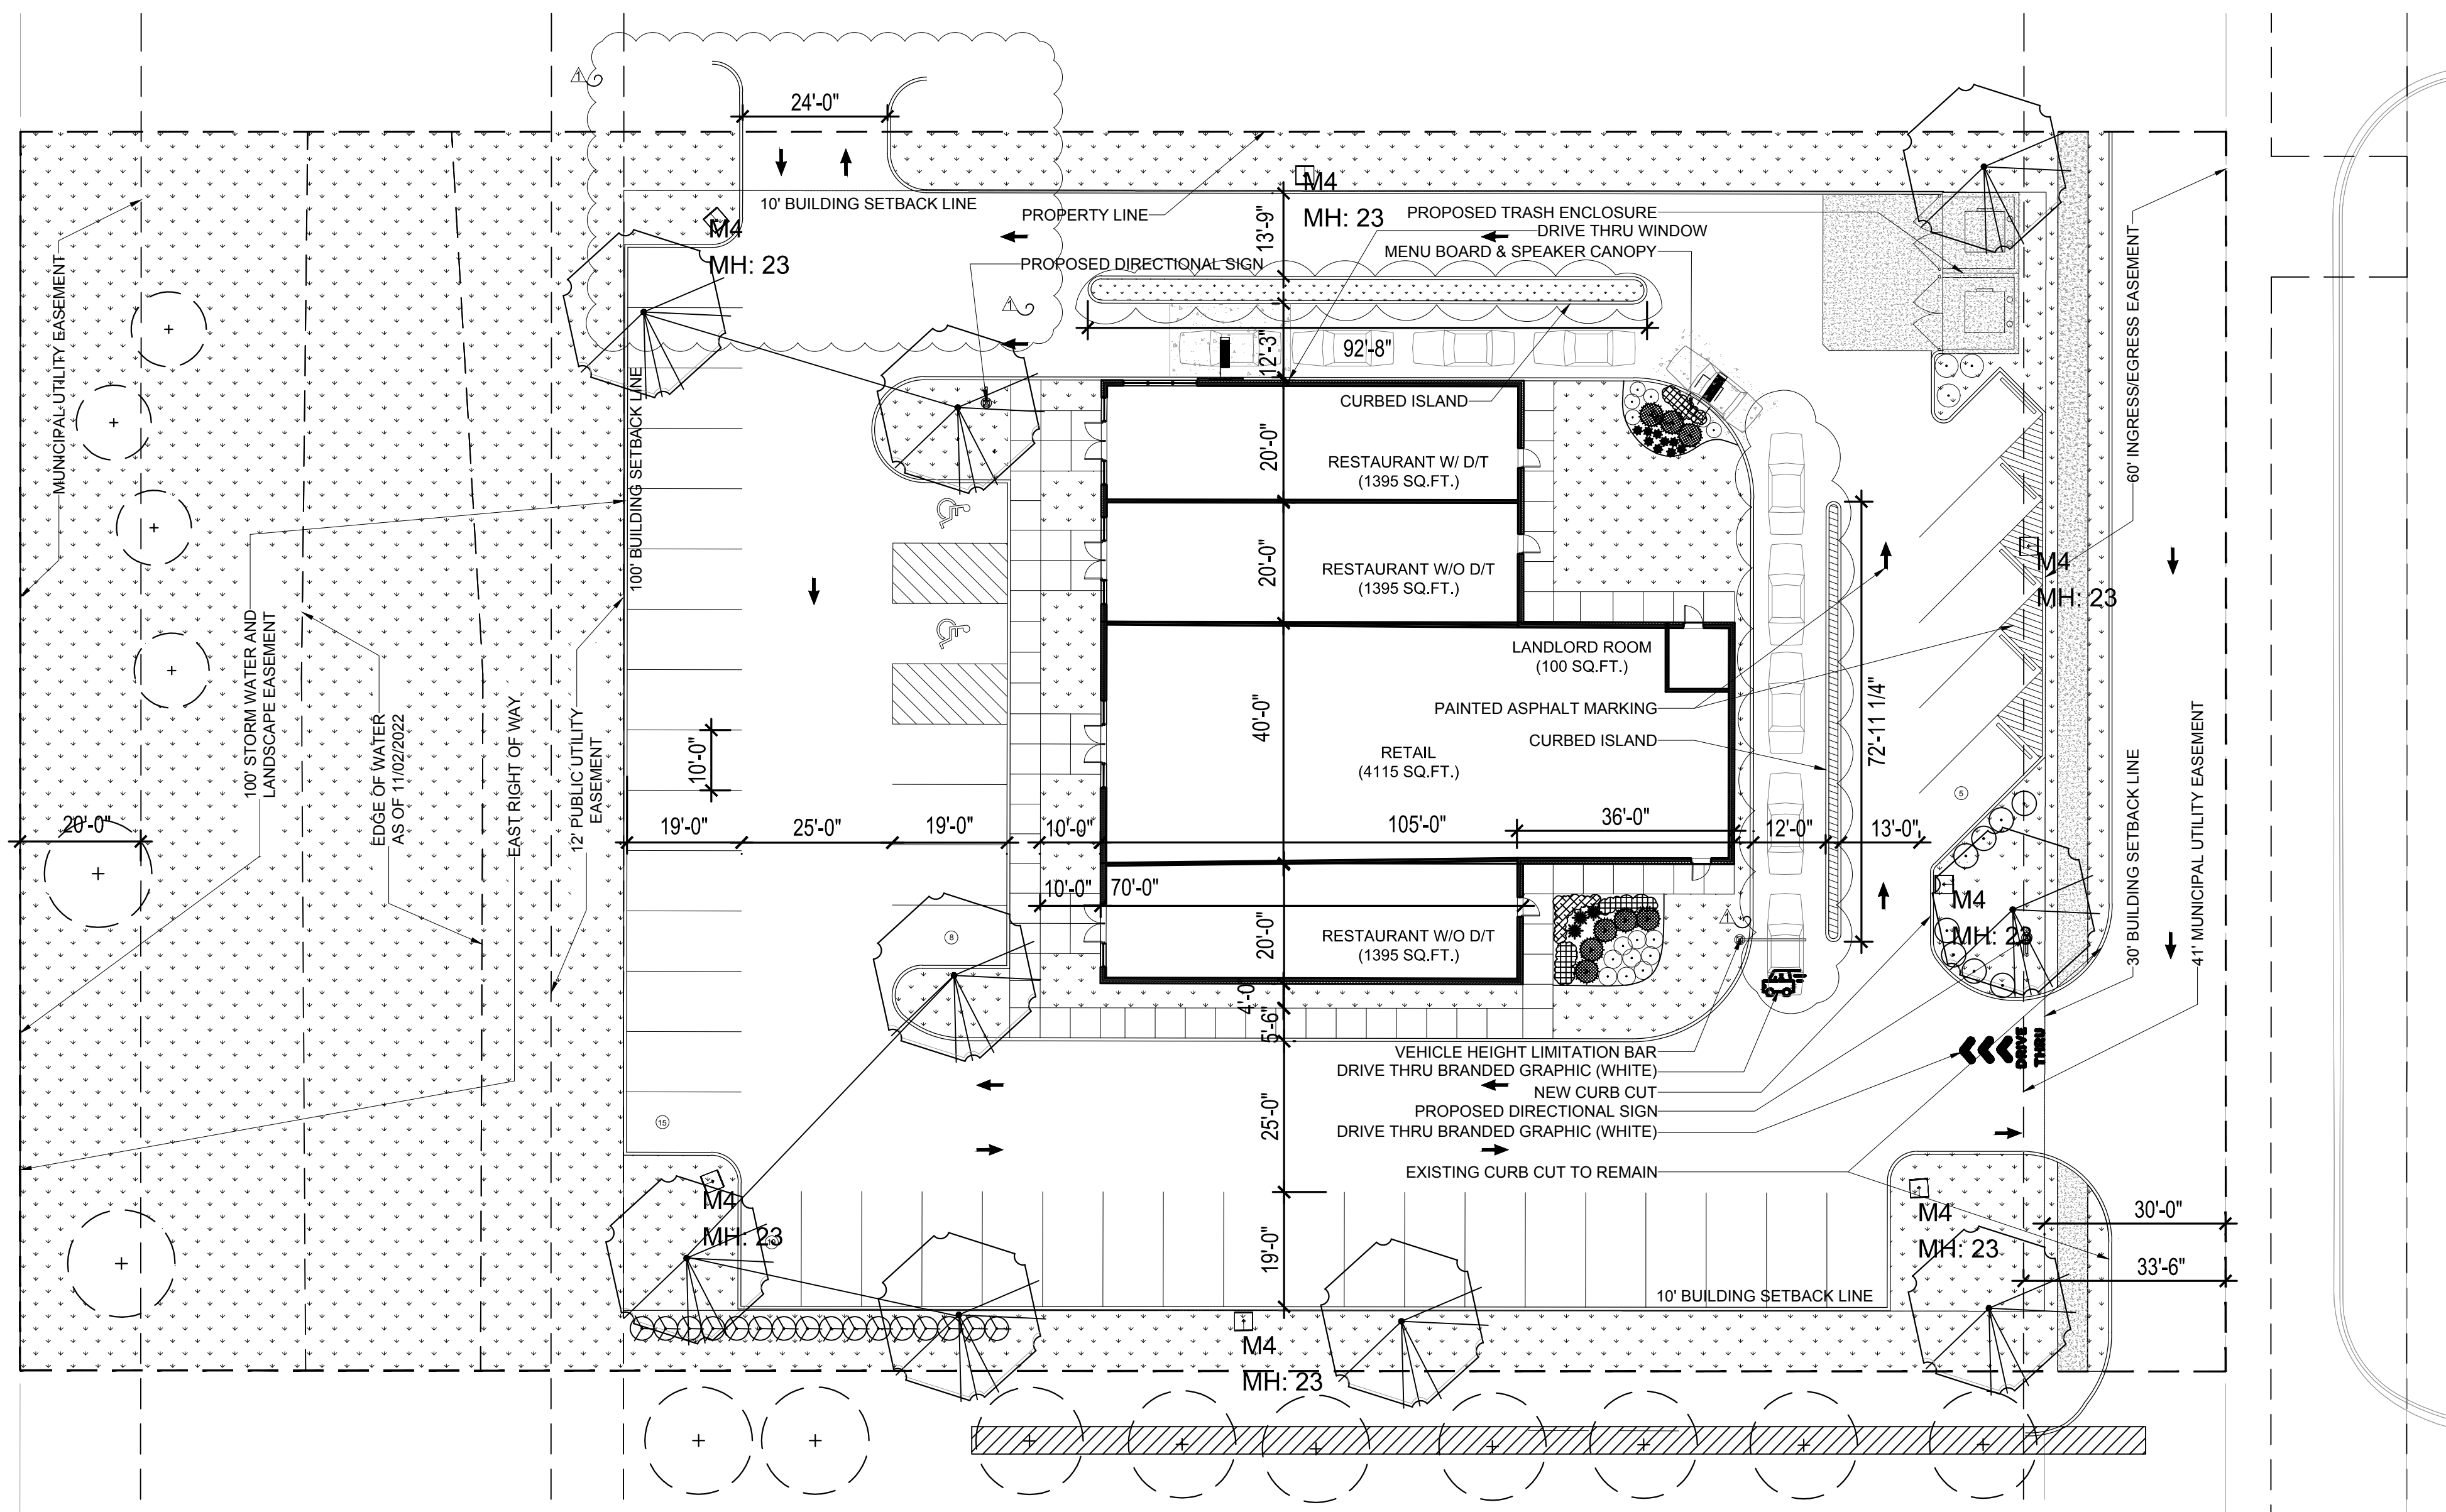 24'-0"
10' BUILDING SETBACK LINE
PROPERTY LINE
M4
MH: 23
M4
MH: 23
13'-9"
PROPOSED TRASH ENCLOSURE
DRIVE THRU WINDOW
MENU BOARD & SPEAKER CANOPY
PROPOSED DIRECTIONAL SIGN
1
1
12'-3"
92'-8"
CURBED ISLAND
MUNICIPAL UTILITY EASEMENT
100' BUILDING SETBACK LINE
60' INGRESS/EGRESS EASEMENT
20'-0"
RESTAURANT W/ D/T
(1395 SQ.FT.)
20'-0"
RESTAURANT W/O D/T
(1395 SQ.FT.)
M4
MH: 23
LANDLORD ROOM
(100 SQ.FT.)
PAINTED ASPHALT MARKING
CURBED ISLAND
72'-11 1/4"
40'-0"
RETAIL
(4115 SQ.FT.)
10'-0"
100' STORM WATER AND
LANDSCAPE EASEMENT
EDGE OF WATER
AS OF 11/02/2022
EAST RIGHT OF WAY
12' PUBLIC UTILITY
EASEMENT
5
20'-0"
19'-0"
25'-0"
19'-0"
10'-0"
105'-0"
36'-0"
12'-0"
13'-0"
10'-0"
70'-0"
30' BUILDING SETBACK LINE
41' MUNICIPAL UTILITY EASEMENT
M4
MH: 23
8
20'-0"
RESTAURANT W/O D/T
(1395 SQ.FT.)
1
4'-0"
5'-6"
VEHICLE HEIGHT LIMITATION BAR
DRIVE THRU BRANDED GRAPHIC (WHITE)
NEW CURB CUT
PROPOSED DIRECTIONAL SIGN
DRIVE THRU BRANDED GRAPHIC (WHITE)
DRIVE
THRU
25'-0"
15
EXISTING CURB CUT TO REMAIN
M4
MH: 23
19'-0"
M4
MH: 23
30'-0"
33'-6"
10' BUILDING SETBACK LINE
M4
MH: 23